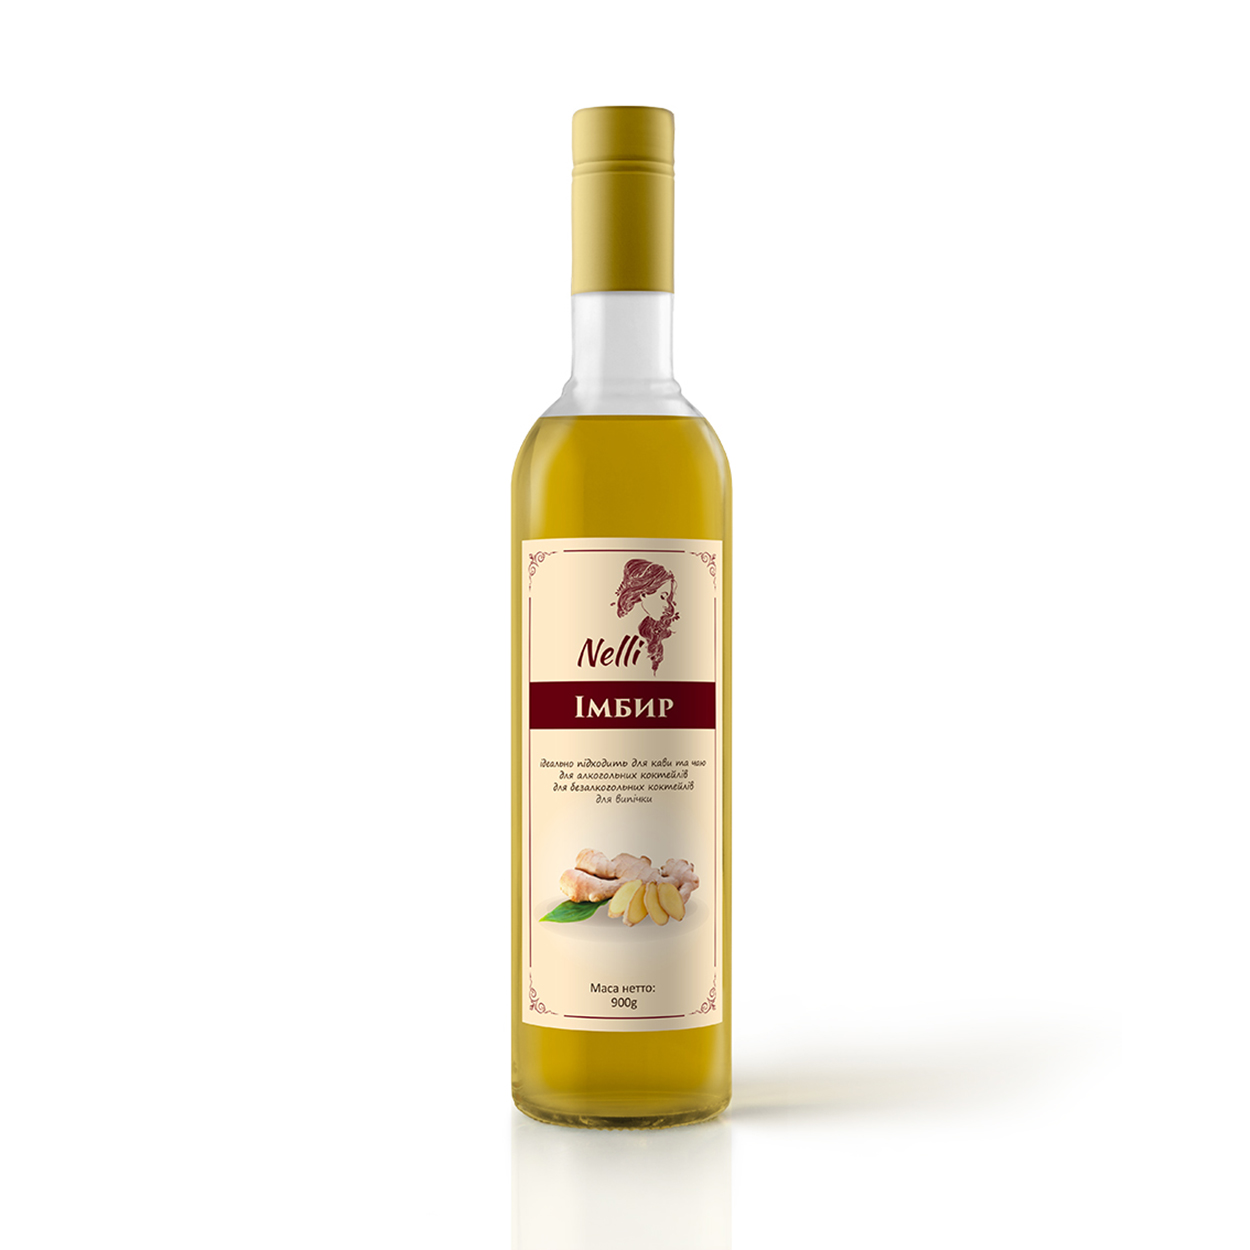 Nelli
Імбир
ідеально підходить для кави та чаю
для алкогольних коктейлів
для безалкогольних коктейлів
для випічки
Маса нетто:
900g